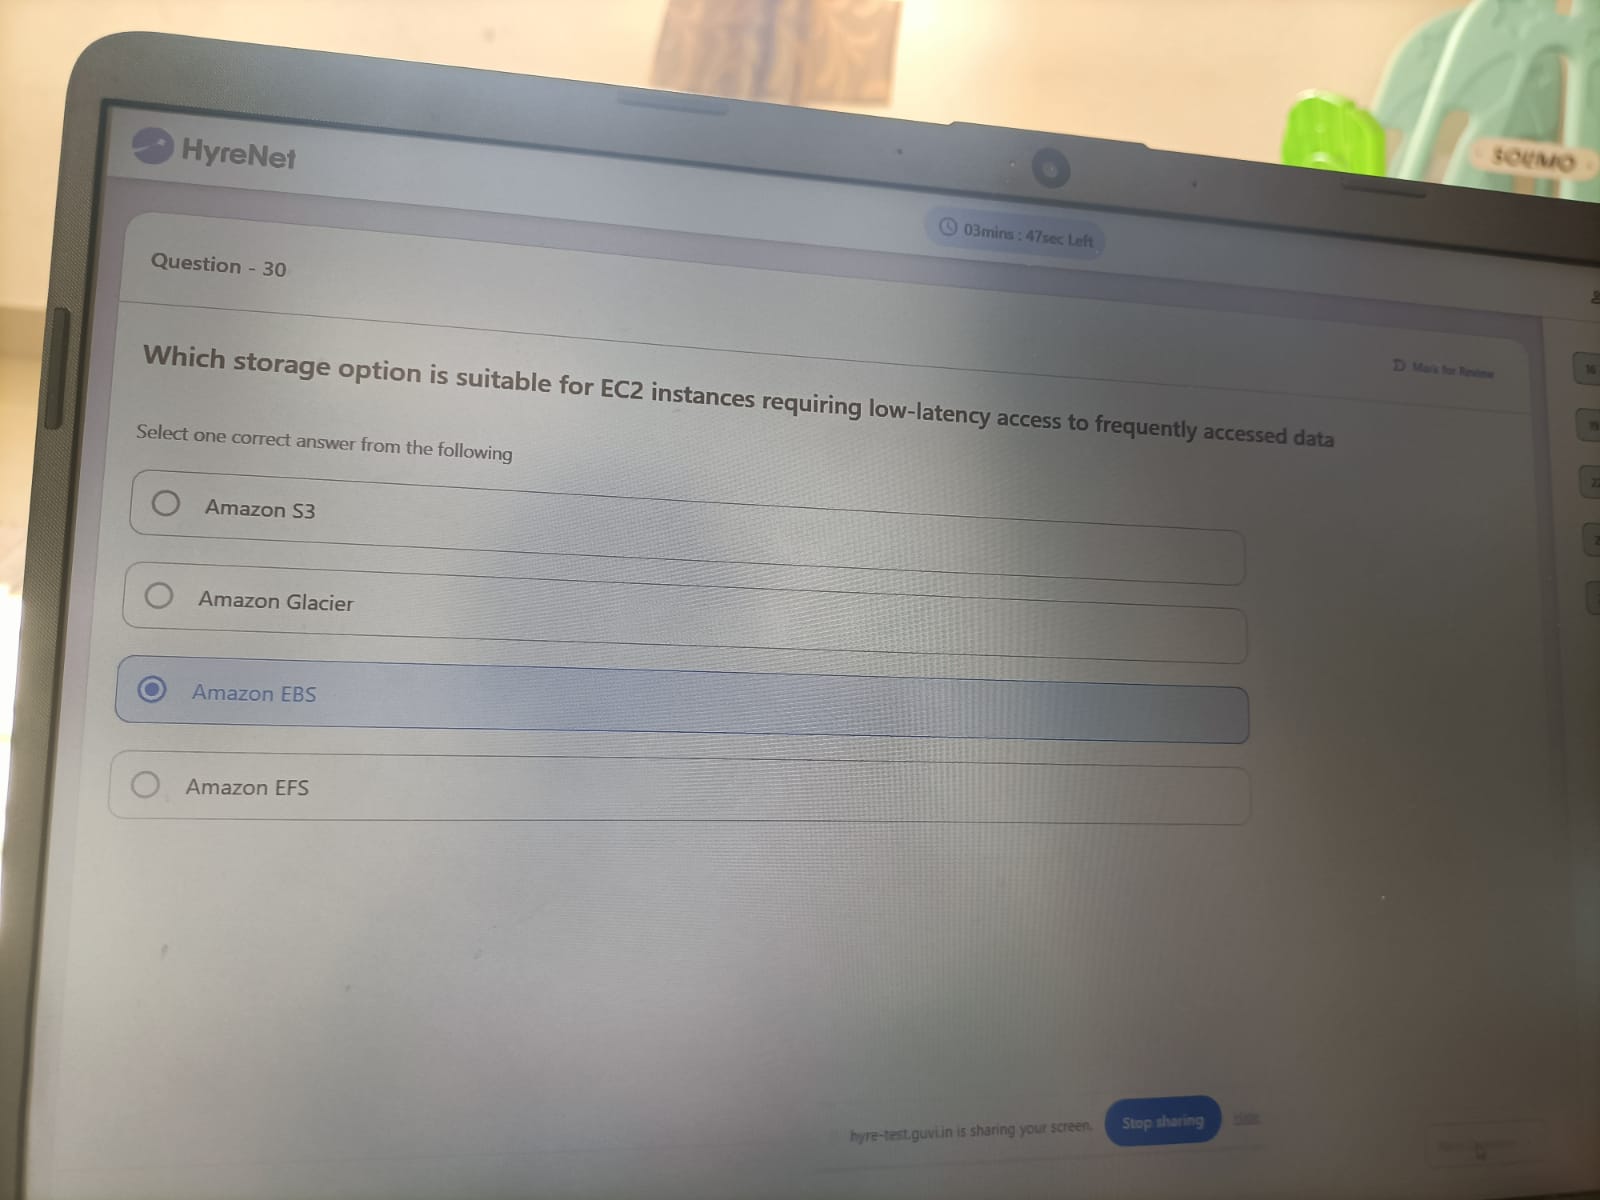 HyreNet
03mins : 47sec Left
Question - 30
Mark for Review
Which storage option is suitable for EC2 instances requiring low-latency access to frequently accessed data
Select one correct answer from the following
Amazon S3
Amazon Glacier
Amazon EBS
Amazon EFS
hyre-test.guvi.in is sharing your screen.
Stop sharing
Hide
SOUMO
16